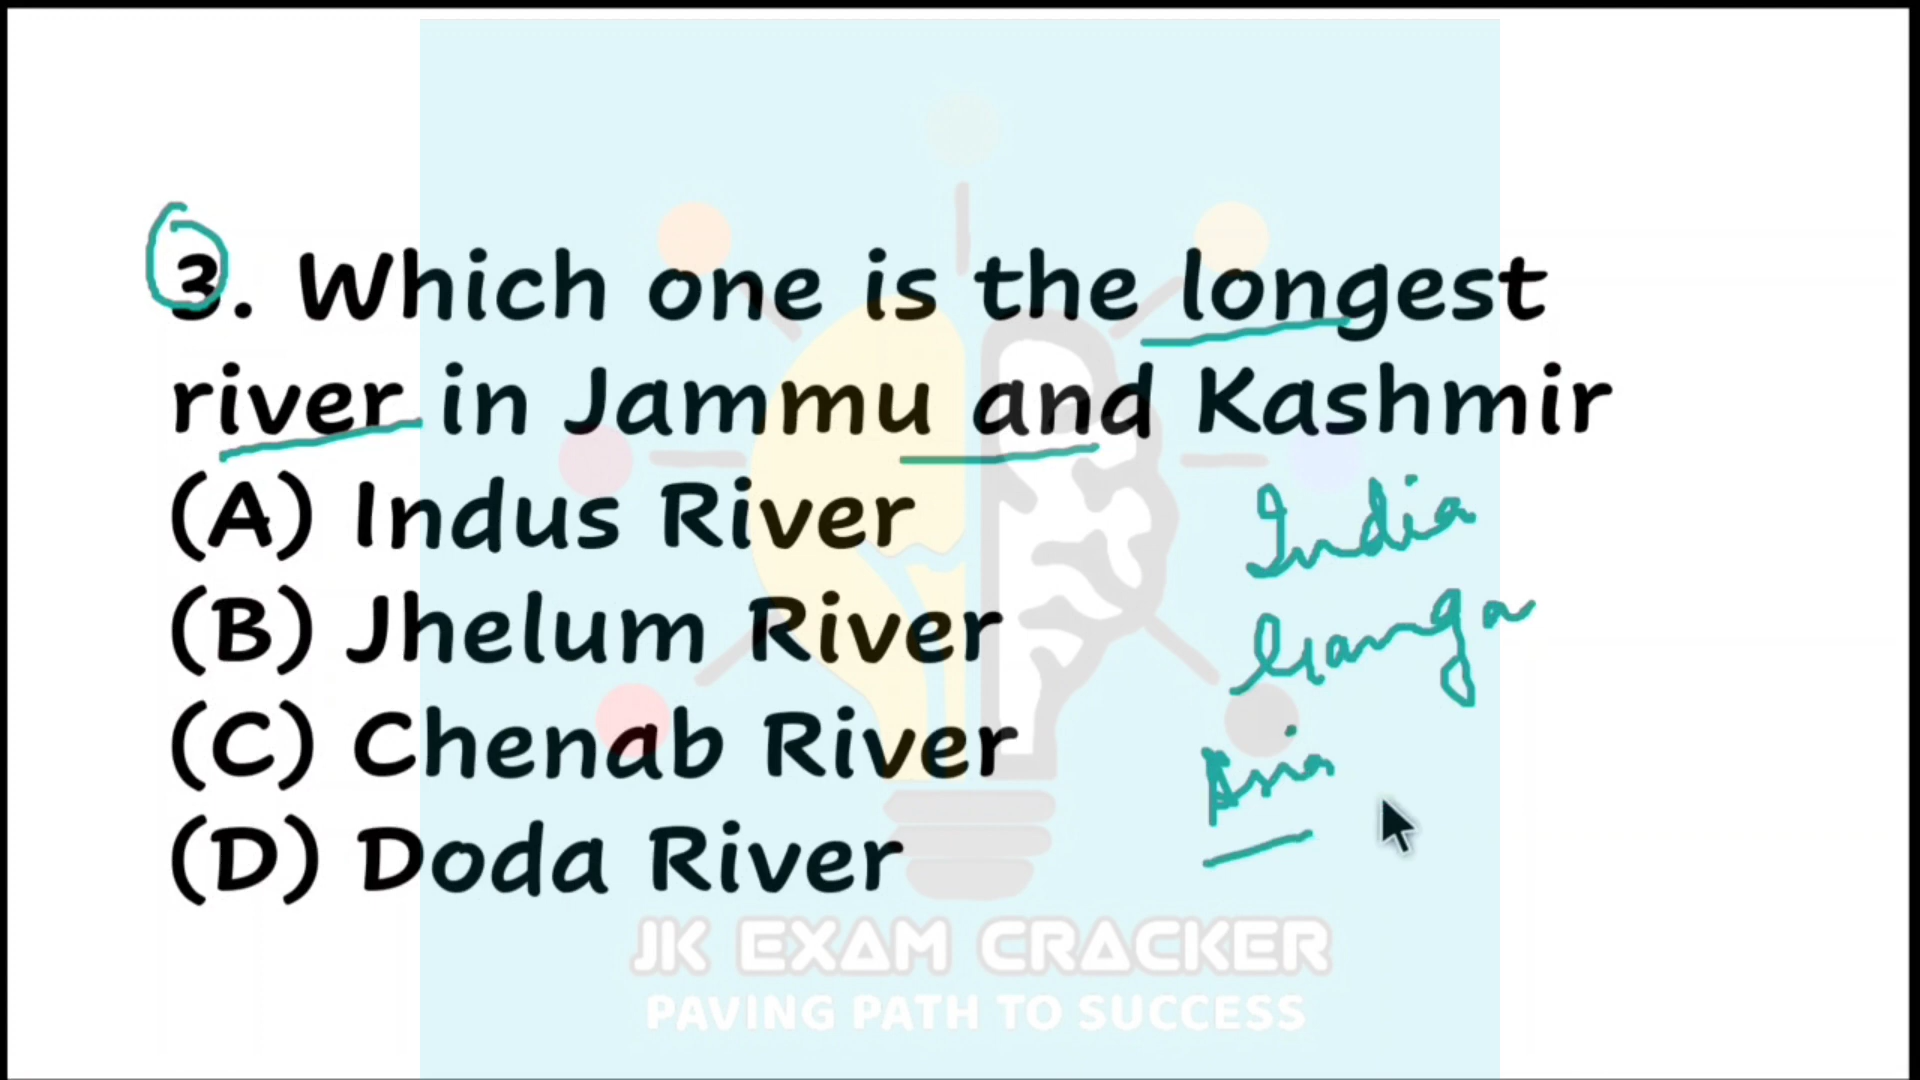 3. Which one is the longest
river in Jammu and Kashmir
(A) Indus River
(B) Jhelum River
(C) Chenab River
(D) Doda River
India
Ganga
Asia
JK EXAM CRACKER
PAVING PATH TO SUCCESS